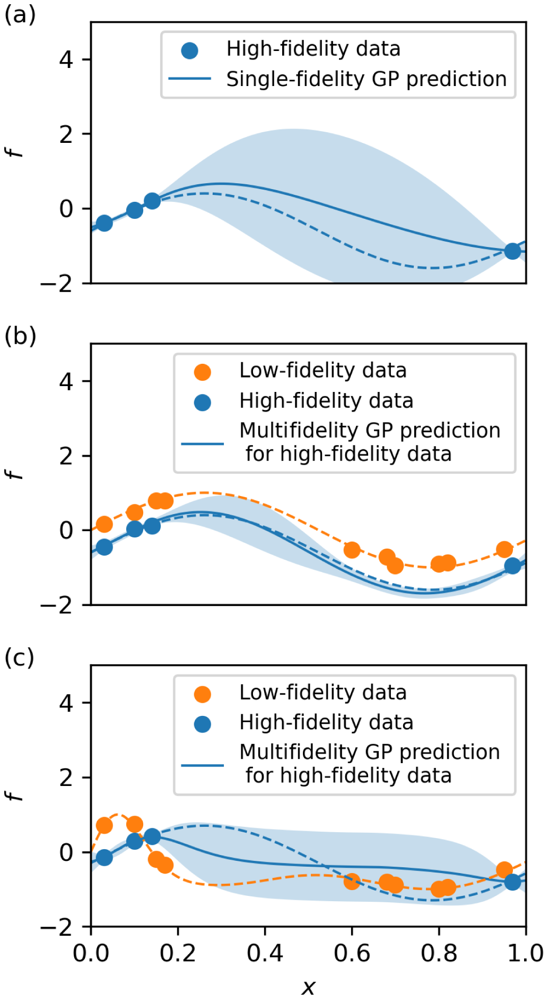 (a)
High-fidelity data
Single-fidelity GP prediction
4
2
0
−2
f
(b)
Low-fidelity data
High-fidelity data
Multifidelity GP prediction
for high-fidelity data
4
2
0
−2
f
(c)
Low-fidelity data
High-fidelity data
Multifidelity GP prediction
for high-fidelity data
4
2
0
−2
f
0.0 0.2 0.4 0.6 0.8 1.0
x